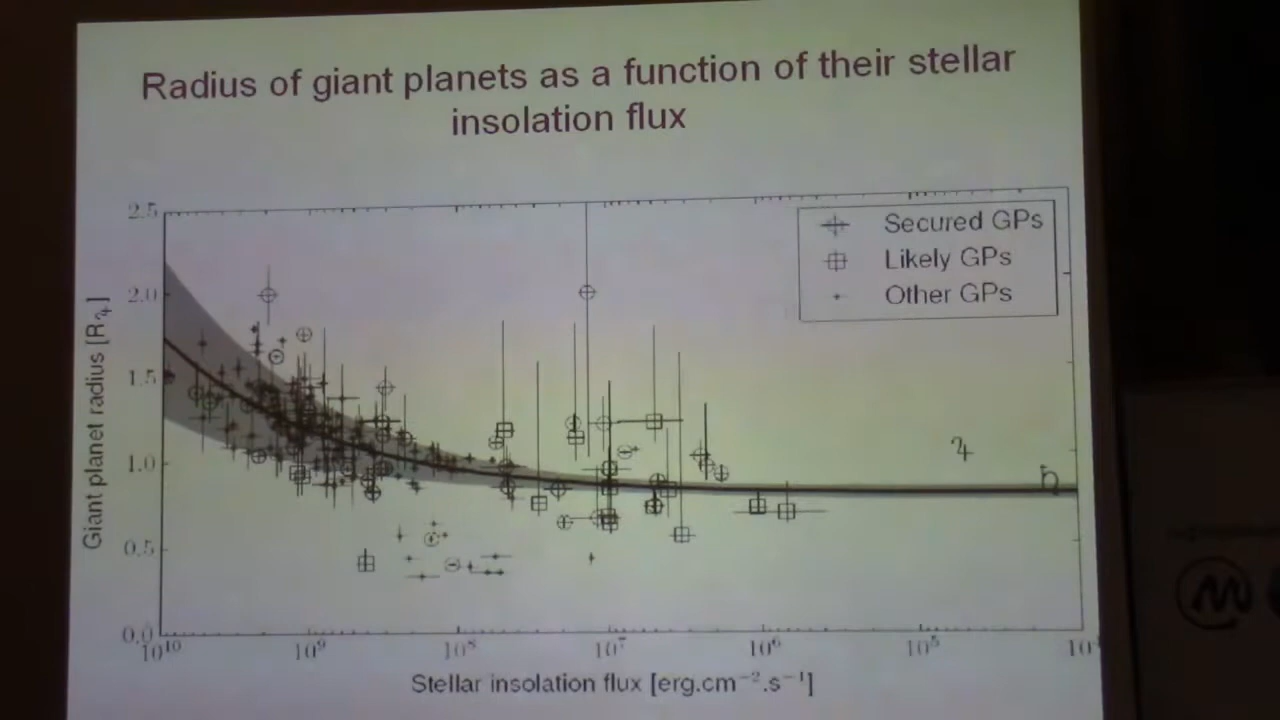 Radius of giant planets as a function of their stellar
insolation flux
2.5
2.0
1.5
1.0
0.5
0.0
Giant planet radius [R♃]
Secured GPs
Likely GPs
Other GPs
♃
♄
10¹⁰
10⁹
10⁸
10⁷
10⁶
10⁵
Stellar insolation flux [erg.cm⁻².s⁻¹]